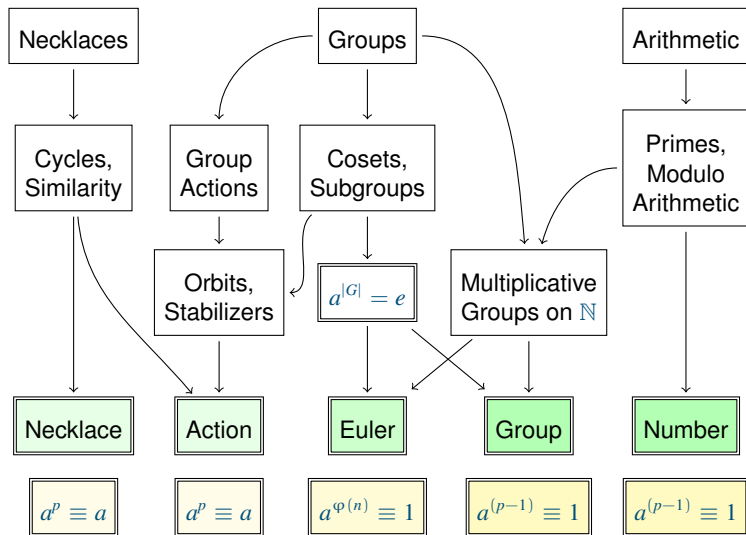 Necklaces
Groups
Arithmetic
Cycles,
Similarity
Group
Actions
Cosets,
Subgroups
Primes,
Modulo
Arithmetic
Orbits,
Stabilizers
a^{|G|} = e
Multiplicative
Groups on ℕ
Necklace
Action
Euler
Group
Number
a^p ≡ a
a^p ≡ a
a^{φ(n)} ≡ 1
a^{(p−1)} ≡ 1
a^{(p−1)} ≡ 1